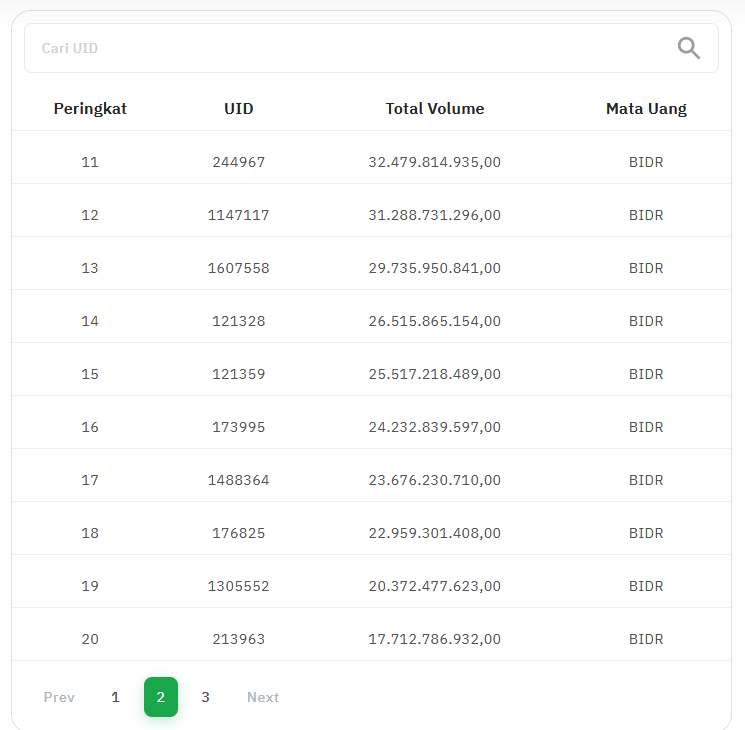 Cari UID
Peringkat UID Total Volume Mata Uang
11 244967 32.479.814.935,00 BIDR
12 1147117 31.288.731.296,00 BIDR
13 1607558 29.735.950.841,00 BIDR
14 121328 26.515.865.154,00 BIDR
15 121359 25.517.218.489,00 BIDR
16 173995 24.232.839.597,00 BIDR
17 1488364 23.676.230.710,00 BIDR
18 176825 22.959.301.408,00 BIDR
19 1305552 20.372.477.623,00 BIDR
20 213963 17.712.786.932,00 BIDR
Prev 1 2 3 Next